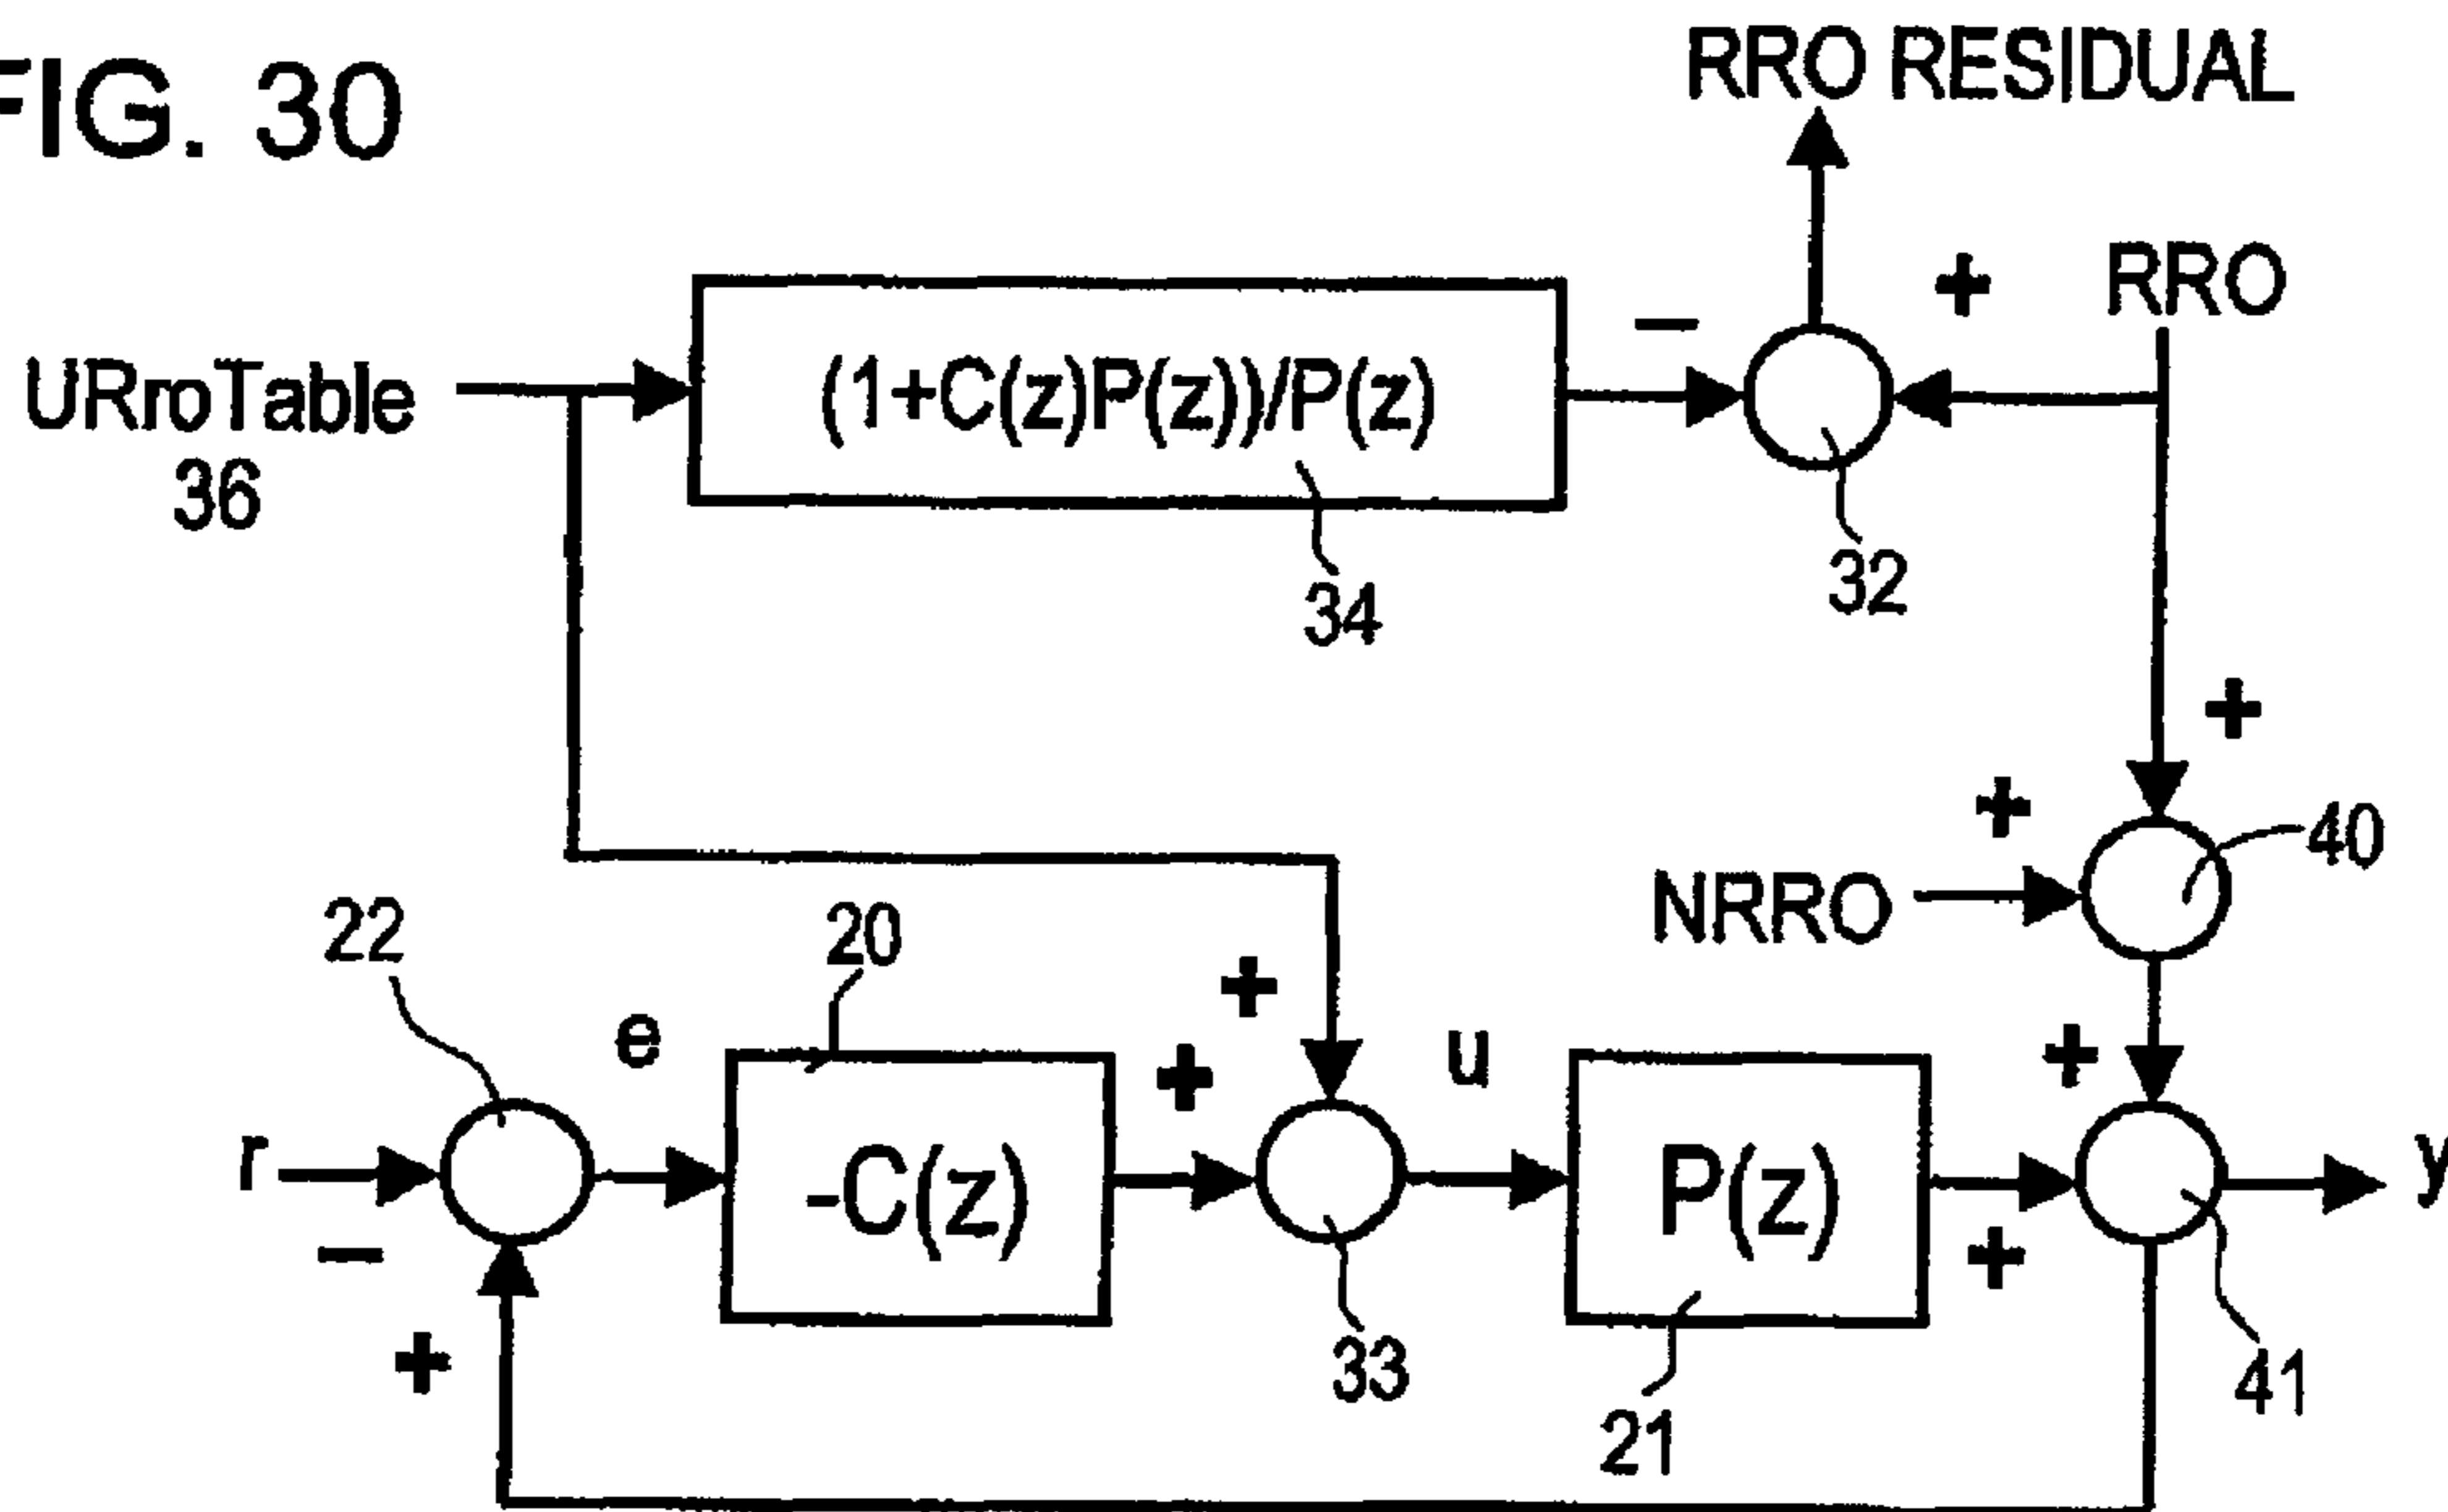 FIG. 30
RRO RESIDUAL
+
RRO
−
URroTable
36
(1+C(z)P(z))/P(z)
34
32
+
+
40
NRRO
22
20
+
e
+
u
+
r
-C(z)
P(z)
y
−
+
+
33
21
41